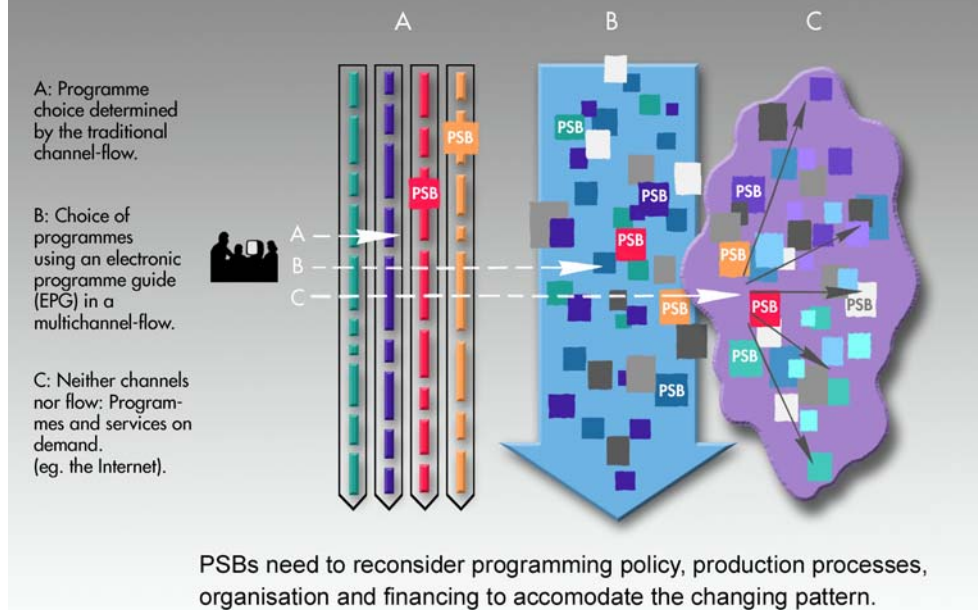 A
B
C
A: Programme
choice determined
by the traditional
channel-flow.
B: Choice of
programmes
using an electronic
programme guide
(EPG) in a
multichannel-flow.
C: Neither channels
nor flow: Program-
mes and services on
demand.
(eg. the Internet).
A
B
C
PSB
PSB
PSB
PSB
PSB
PSB
PSB
PSB
PSB
PSB
PSB
PSB
PSBs need to reconsider programming policy, production processes,
organisation and financing to accomodate the changing pattern.